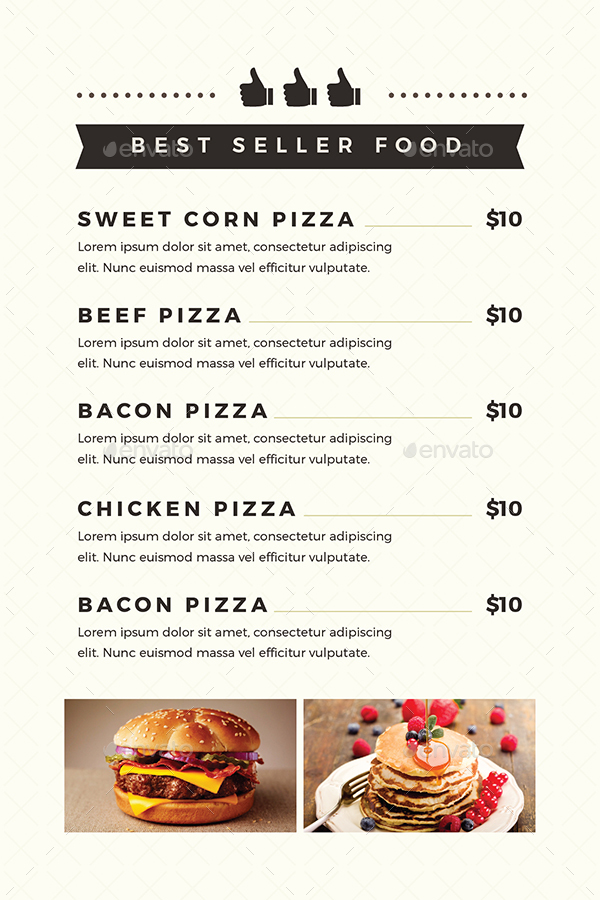 BEST SELLER FOOD
SWEET CORN PIZZA $10
Lorem ipsum dolor sit amet, consectetur adipiscing
elit. Nunc euismod massa vel efficitur vulputate.
BEEF PIZZA $10
Lorem ipsum dolor sit amet, consectetur adipiscing
elit. Nunc euismod massa vel efficitur vulputate.
BACON PIZZA $10
Lorem ipsum dolor sit amet, consectetur adipiscing
elit. Nunc euismod massa vel efficitur vulputate.
envato envato
CHICKEN PIZZA $10
Lorem ipsum dolor sit amet, consectetur adipiscing
elit. Nunc euismod massa vel efficitur vulputate.
BACON PIZZA $10
Lorem ipsum dolor sit amet, consectetur adipiscing
elit. Nunc euismod massa vel efficitur vulputate.